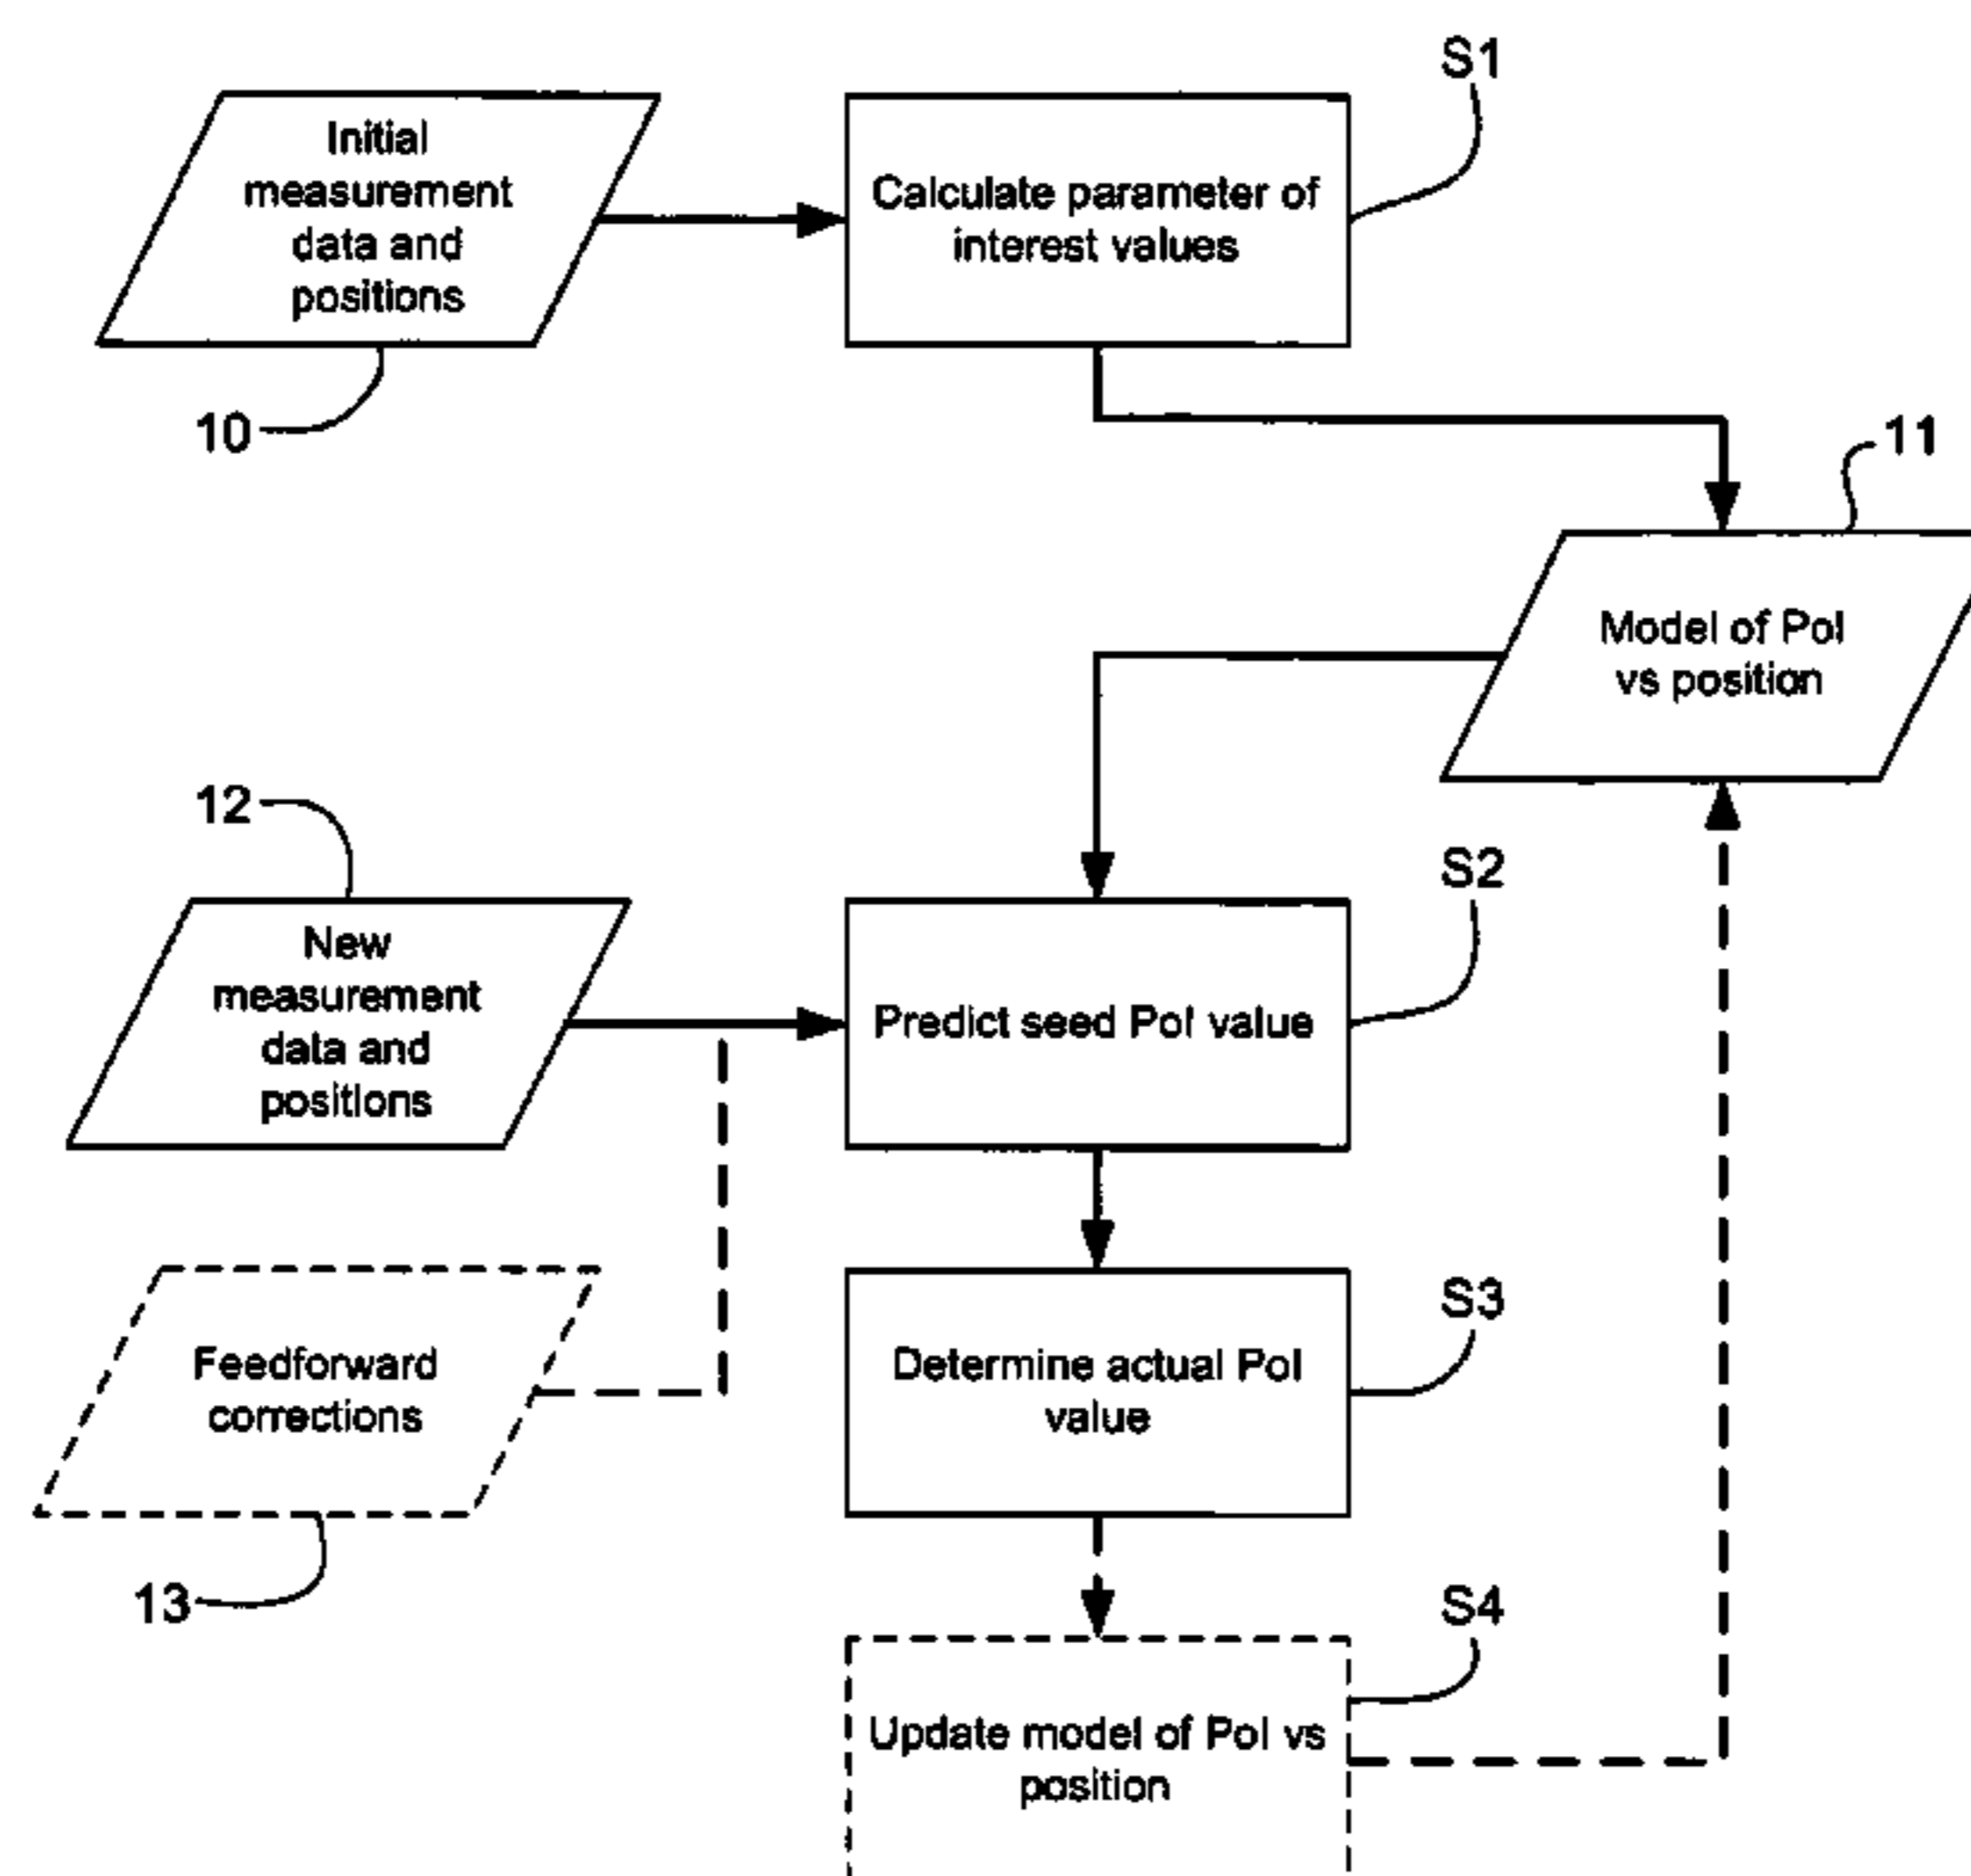 S1
Initial
measurement
data and
positions
Calculate parameter of
interest values
10
11
Model of PoI
vs position
12
S2
New
measurement
data and
positions
Predict seed PoI value
S3
Feedforward
corrections
Determine actual PoI
value
13
S4
Update model of PoI vs
position